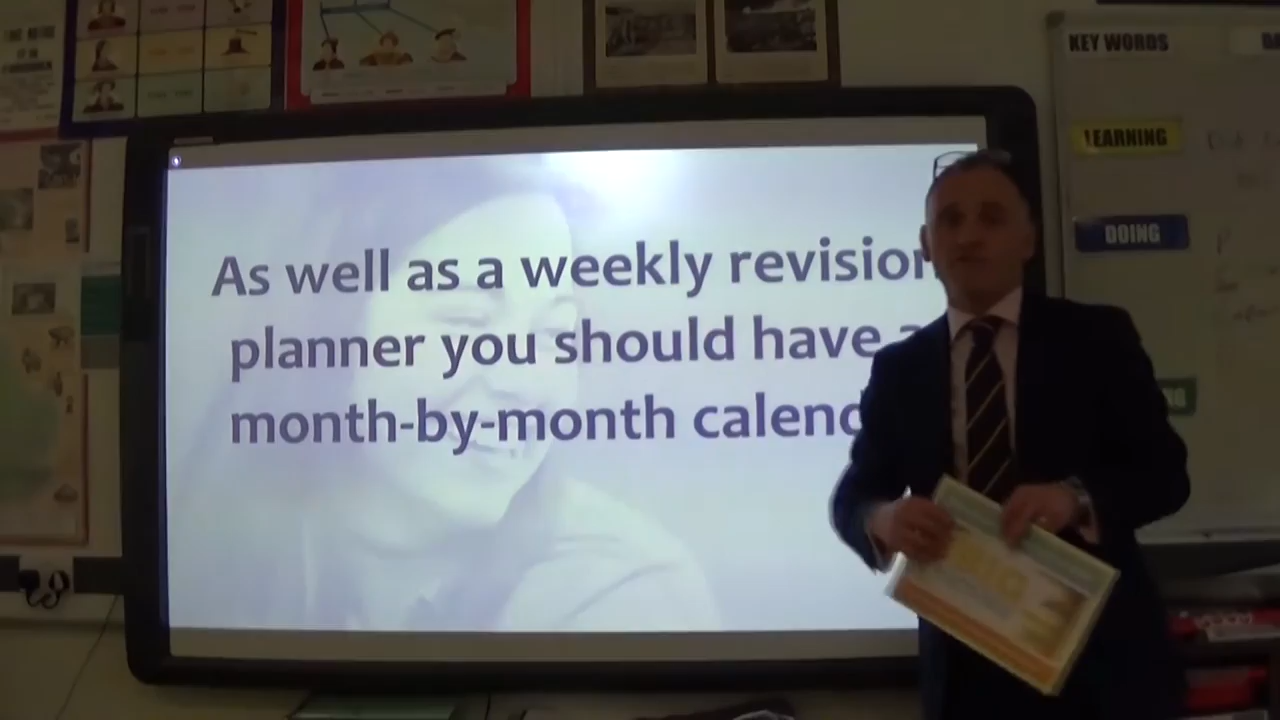 KEY WORDS
LEARNING
DOING
As well as a weekly revision
planner you should have a
month-by-month calend